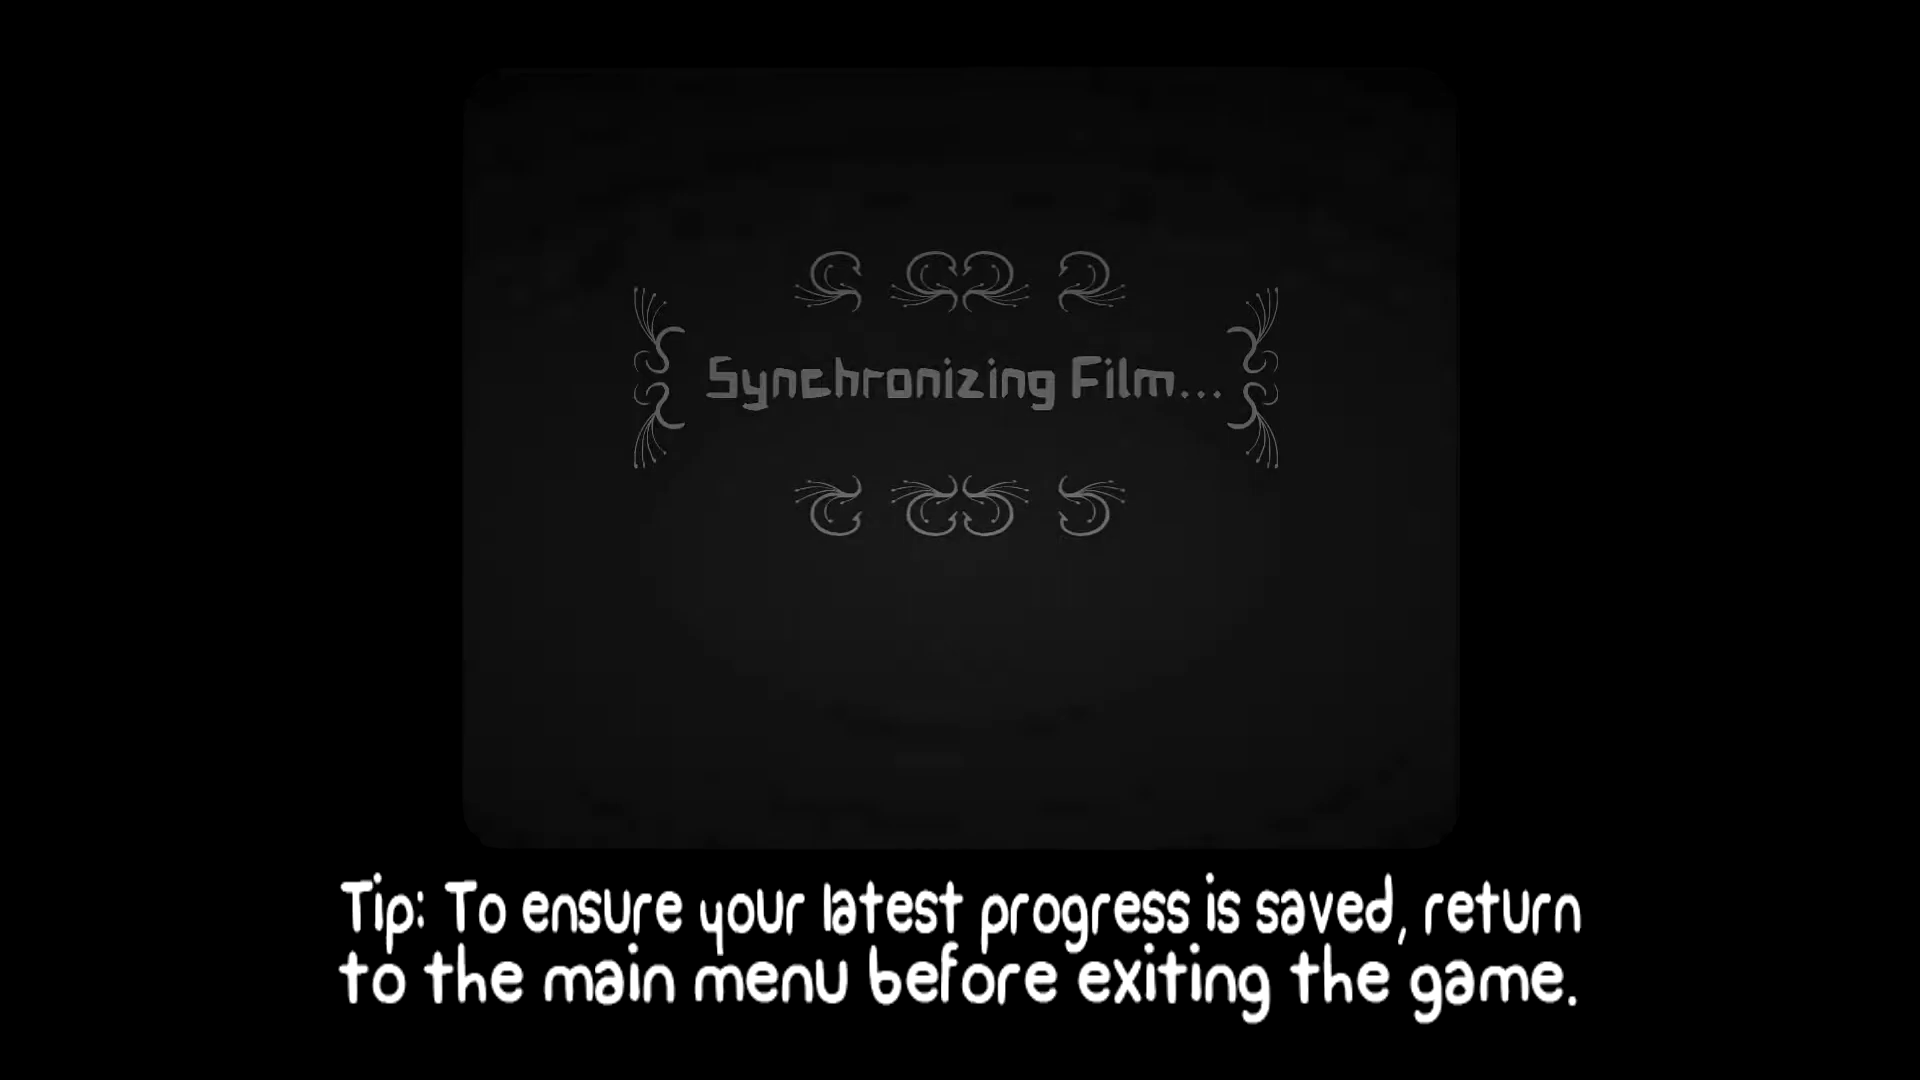 Synchronizing Film...
Tip: To ensure your latest progress is saved, return
to the main menu before exiting the game.